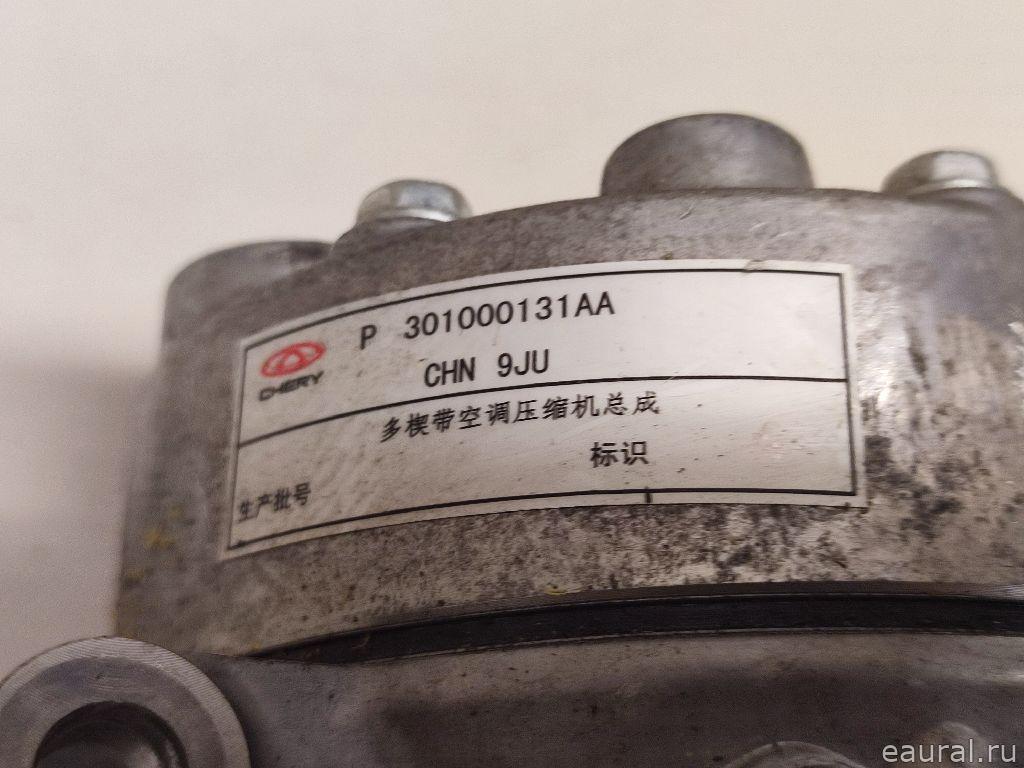 P 301000131AA
CHERY
CHN 9JU
多楔带空调压缩机总成
标识
生产批号
eaural.ru